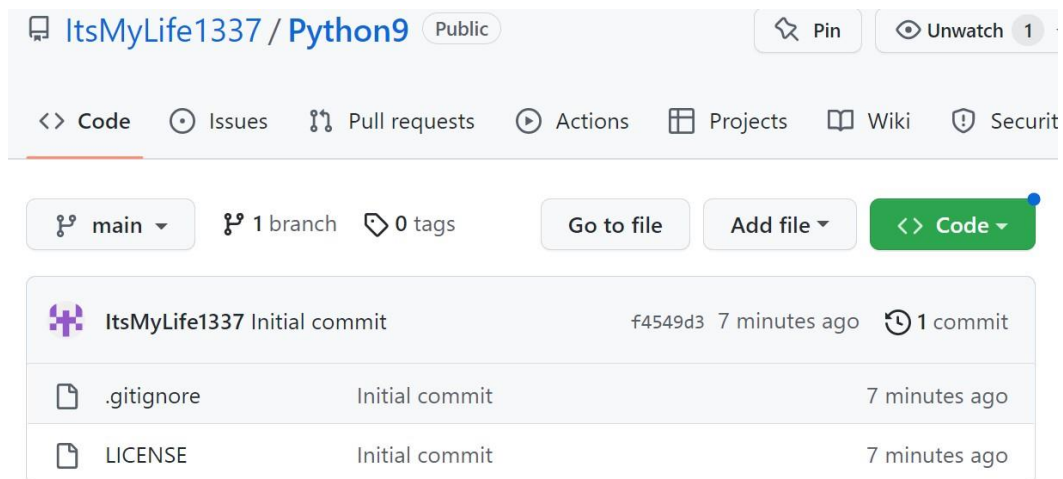 ItsMyLife1337 / Python9 Public Pin Unwatch 1
Code Issues Pull requests Actions Projects Wiki Securit
main 1 branch 0 tags Go to file Add file Code
ItsMyLife1337 Initial commit f4549d3 7 minutes ago 1 commit
.gitignore Initial commit 7 minutes ago
LICENSE Initial commit 7 minutes ago